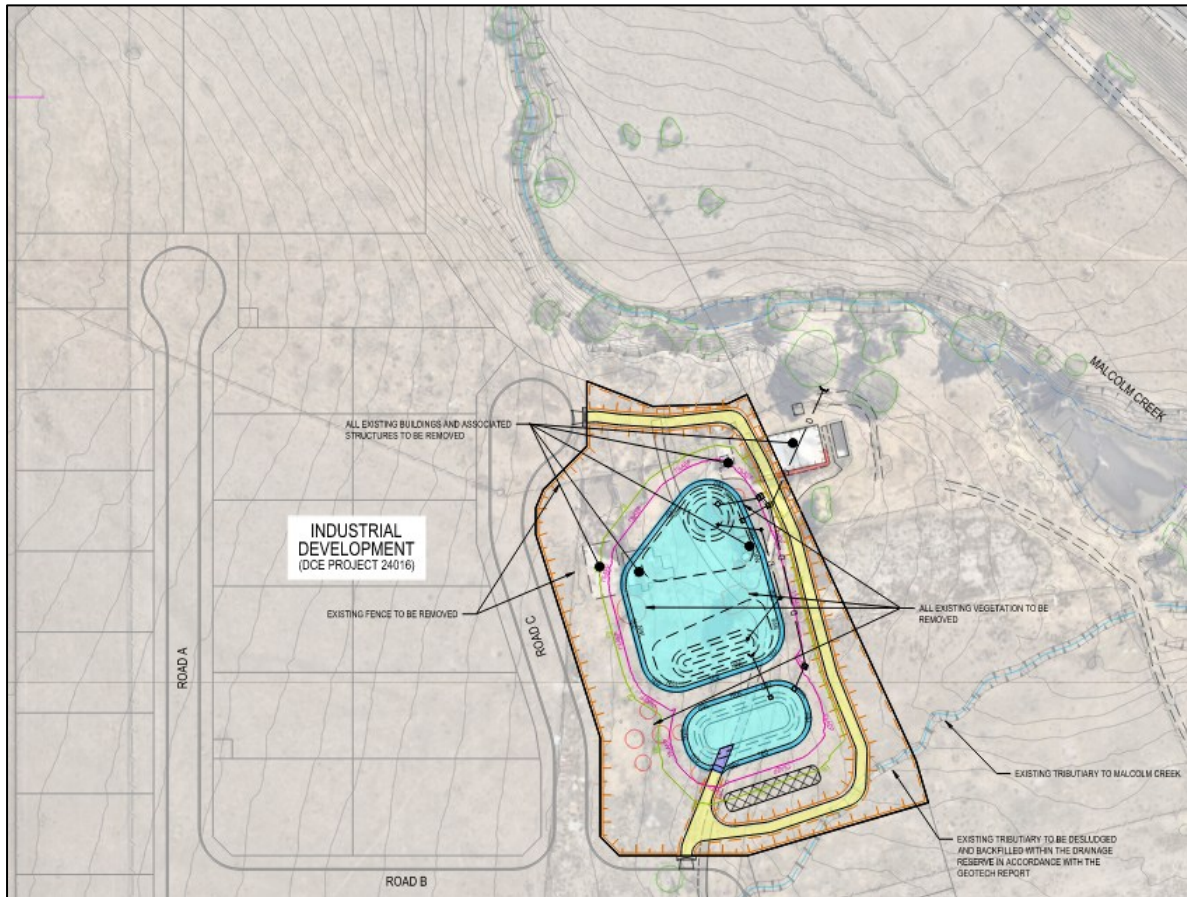 MALCOLM CREEK
ALL EXISTING BUILDINGS AND ASSOCIATED
STRUCTURES TO BE REMOVED
INDUSTRIAL
DEVELOPMENT
(DCE PROJECT 24016)
EXISTING FENCE TO BE REMOVED
ALL EXISTING VEGETATION TO BE
REMOVED
ROAD C
ROAD A
EXISTING TRIBUTARY TO MALCOLM CREEK
EXISTING TRIBUTARY TO BE DESLUDGED
AND BACKFILLED WITHIN THE DRAINAGE
RESERVE IN ACCORDANCE WITH THE
GEOTECH REPORT
ROAD B